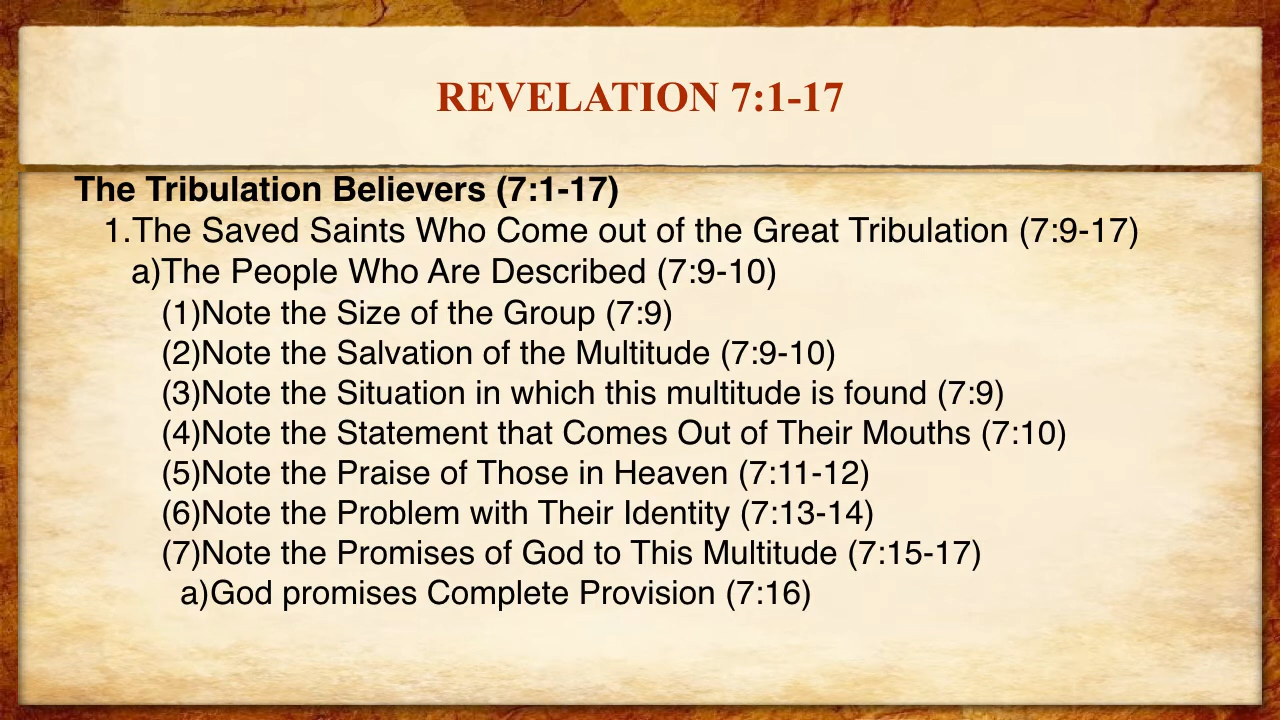 REVELATION 7:1-17
The Tribulation Believers (7:1-17)
1.The Saved Saints Who Come out of the Great Tribulation (7:9-17)
a)The People Who Are Described (7:9-10)
(1)Note the Size of the Group (7:9)
(2)Note the Salvation of the Multitude (7:9-10)
(3)Note the Situation in which this multitude is found (7:9)
(4)Note the Statement that Comes Out of Their Mouths (7:10)
(5)Note the Praise of Those in Heaven (7:11-12)
(6)Note the Problem with Their Identity (7:13-14)
(7)Note the Promises of God to This Multitude (7:15-17)
a)God promises Complete Provision (7:16)